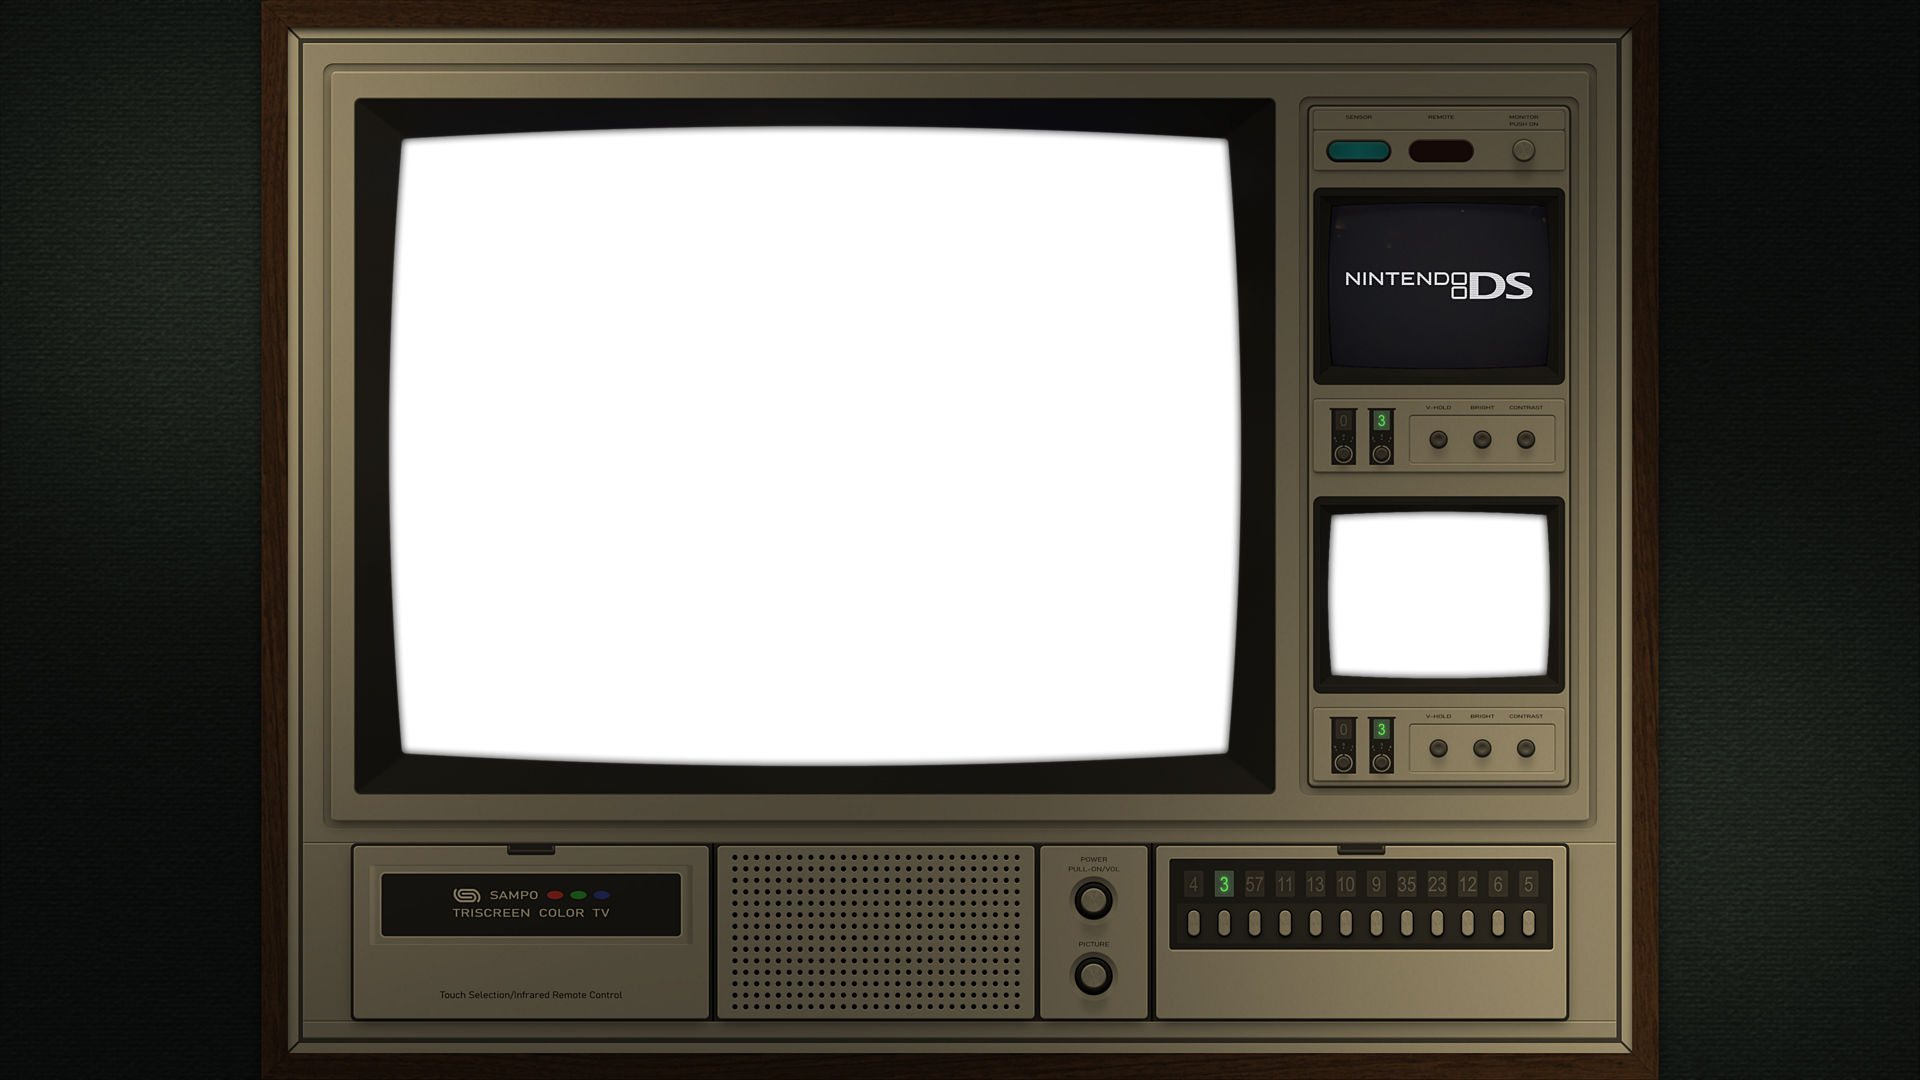 SENSOR
REMOTE
MONITOR
PUSH ON
NINTENDO DS
0
3
V-HOLD
BRIGHT
CONTRAST
0
3
V-HOLD
BRIGHT
CONTRAST
SAMPO
TRISCREEN COLOR TV
Touch Selection/Infrared Remote Control
POWER
PULL-ON/VOL
PICTURE
4 3 57 11 13 10 9 35 23 12 6 5